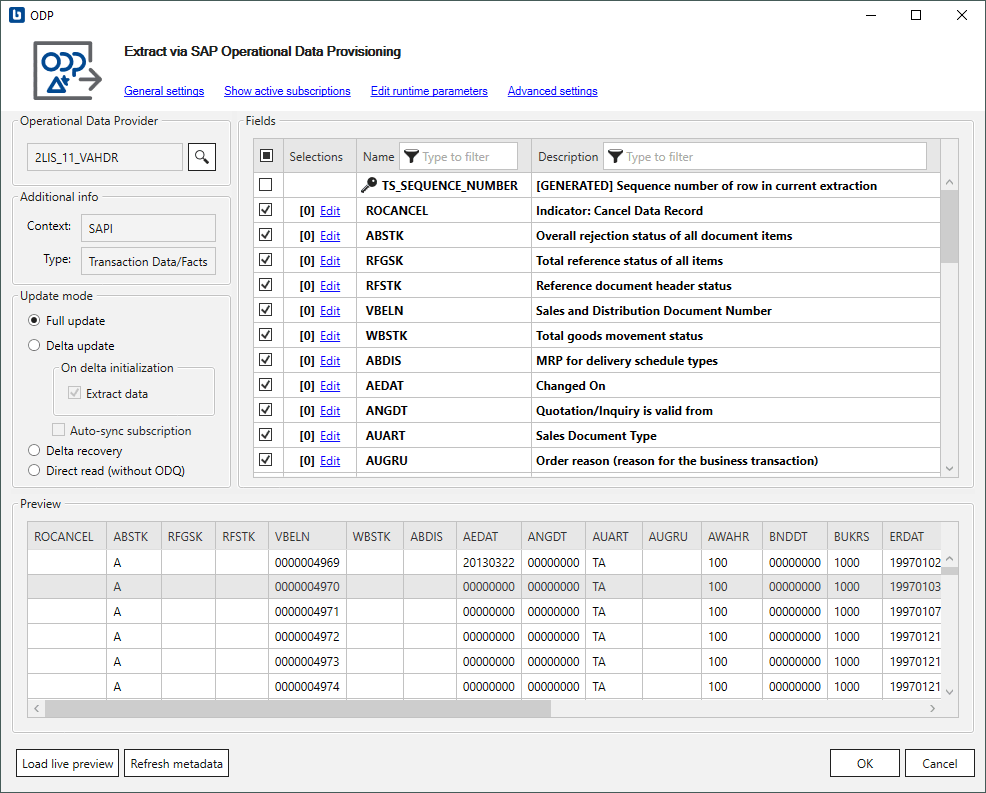 ODP
Extract via SAP Operational Data Provisioning
General settings Show active subscriptions Edit runtime parameters Advanced settings
Operational Data Provider
2LIS_11_VAHDR
Additional info
Context: SAPI
Type: Transaction Data/Facts
Update mode
Full update
Delta update
On delta initialization
Extract data
Auto-sync subscription
Delta recovery
Direct read (without ODQ)
Fields
Selections Name Type to filter Description Type to filter
TS_SEQUENCE_NUMBER [GENERATED] Sequence number of row in current extraction
[0] Edit ROCANCEL Indicator: Cancel Data Record
[0] Edit ABSTK Overall rejection status of all document items
[0] Edit RFGSK Total reference status of all items
[0] Edit RFSTK Reference document header status
[0] Edit VBELN Sales and Distribution Document Number
[0] Edit WBSTK Total goods movement status
[0] Edit ABDIS MRP for delivery schedule types
[0] Edit AEDAT Changed On
[0] Edit ANGDT Quotation/Inquiry is valid from
[0] Edit AUART Sales Document Type
[0] Edit AUGRU Order reason (reason for the business transaction)
Preview
ROCANCEL ABSTK RFGSK RFSTK VBELN WBSTK ABDIS AEDAT ANGDT AUART AUGRU AWAHR BNDDT BUKRS ERDAT
A 0000004969 20130322 00000000 TA 100 00000000 1000 19970102
A 0000004970 00000000 00000000 TA 100 00000000 1000 19970103
A 0000004971 00000000 00000000 TA 100 00000000 1000 19970107
A 0000004972 00000000 00000000 TA 100 00000000 1000 19970121
A 0000004973 00000000 00000000 TA 100 00000000 1000 19970121
A 0000004974 00000000 00000000 TA 100 00000000 1000 19970121
Load live preview Refresh metadata OK Cancel